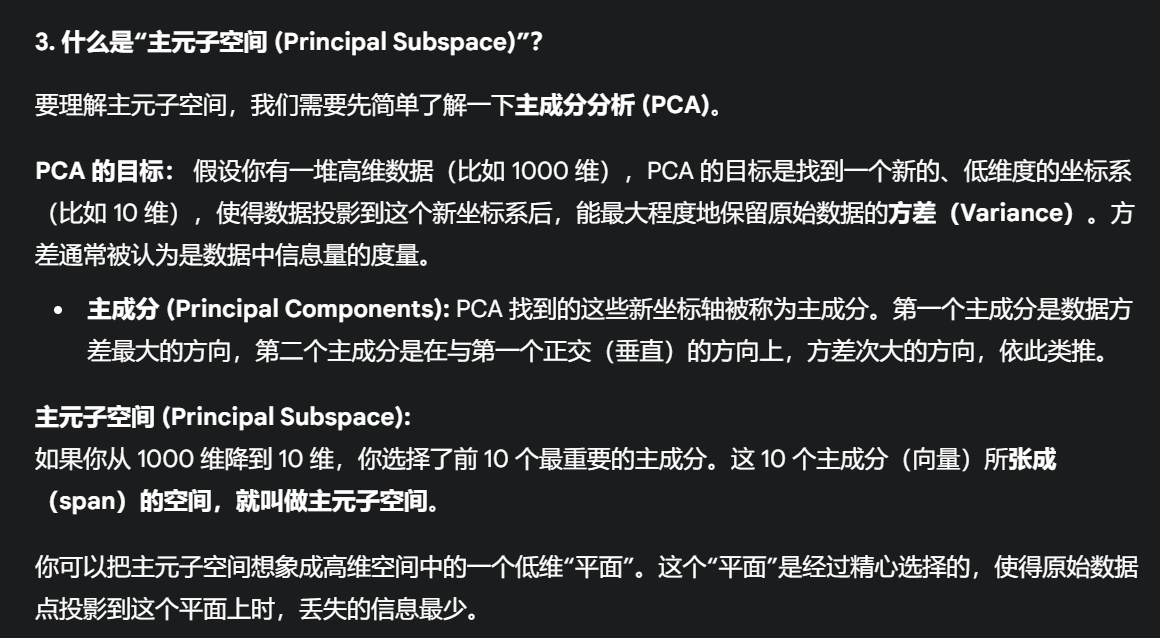 3. 什么是“主元子空间 (Principal Subspace)”？
要理解主元子空间，我们需要先简单了解一下主成分分析 (PCA)。
PCA 的目标： 假设你有一堆高维数据（比如 1000 维），PCA 的目标是找到一个新的、低维度的坐标系
（比如 10 维），使得数据投影到这个新坐标系后，能最大程度地保留原始数据的方差（Variance）。方
差通常被认为是数据中信息量的度量。
• 主成分 (Principal Components): PCA 找到的这些新坐标轴被称为主成分。第一个主成分是数据方
差最大的方向，第二个主成分是在与第一个正交（垂直）的方向上，方差次大的方向，依此类推。
主元子空间 (Principal Subspace):
如果你从 1000 维降到 10 维，你选择了前 10 个最重要的主成分。这 10 个主成分（向量）所张成
（span）的空间，就叫做主元子空间。
你可以把主元子空间想象成高维空间中的一个低维“平面”。这个“平面”是经过精心选择的，使得原始数据
点投影到这个平面上时，丢失的信息最少。